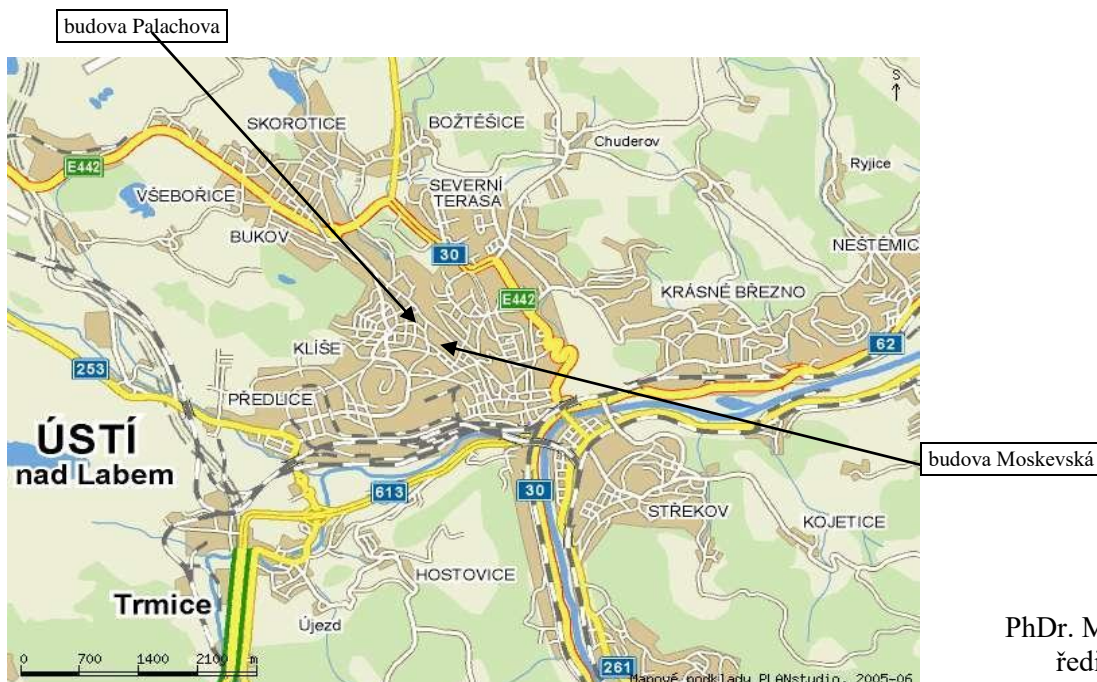 budova Palachova
S
SKOROTICE
BOŽTĚŠICE
Chuderov
E442
Ryjice
VŠEBOŘICE
SEVERNÍ
TERASA
BUKOV
30
NEŠTĚMIC
KRÁSNÉ BŘEZNO
E442
KLÍŠE
62
253
PŘEDLICE
ÚSTÍ
nad Labem
budova Moskevská
613
30
STŘEKOV
KOJETICE
HOSTOVICE
Trmice
Újezd
PhDr. M
ředi
0 700 1400 2100 m
261
Mapové podklady PLANstudio, 2005-06